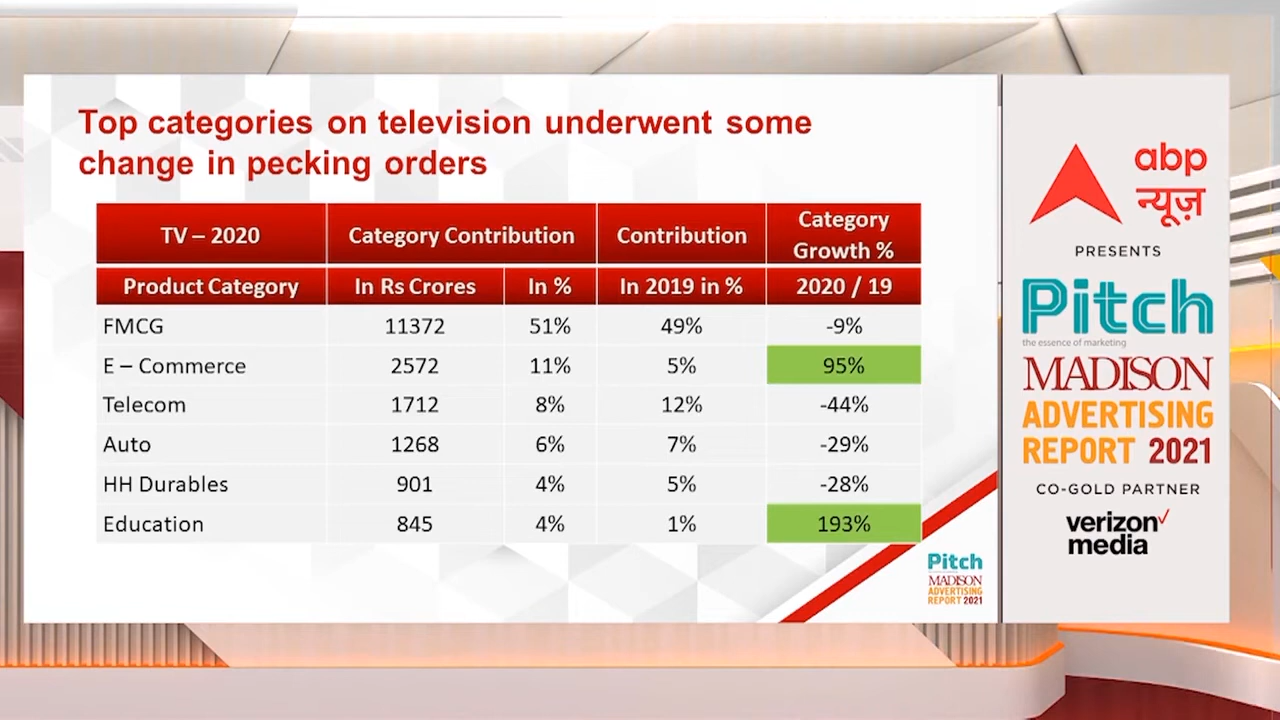 Top categories on television underwent some
change in pecking orders
TV – 2020 Category Contribution Contribution Category Growth %
Product Category In Rs Crores In % In 2019 in % 2020 / 19
FMCG 11372 51% 49% -9%
E – Commerce 2572 11% 5% 95%
Telecom 1712 8% 12% -44%
Auto 1268 6% 7% -29%
HH Durables 901 4% 5% -28%
Education 845 4% 1% 193%
Pitch
MADISON
ADVERTISING
REPORT 2021
abp
न्यूज़
PRESENTS
Pitch
the essence of marketing
MADISON
ADVERTISING
REPORT 2021
CO-GOLD PARTNER
verizon
media